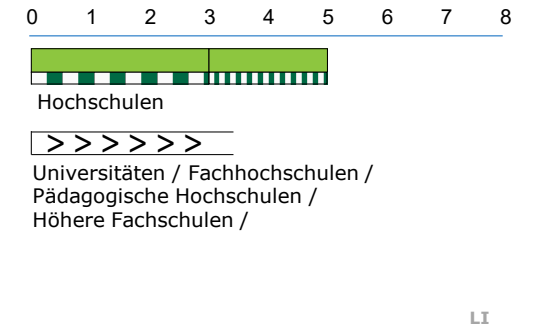 0 1 2 3 4 5 6 7 8
Hochschulen
> > > > > >
Universitäten / Fachhochschulen /
Pädagogische Hochschulen /
Höhere Fachschulen /
LI